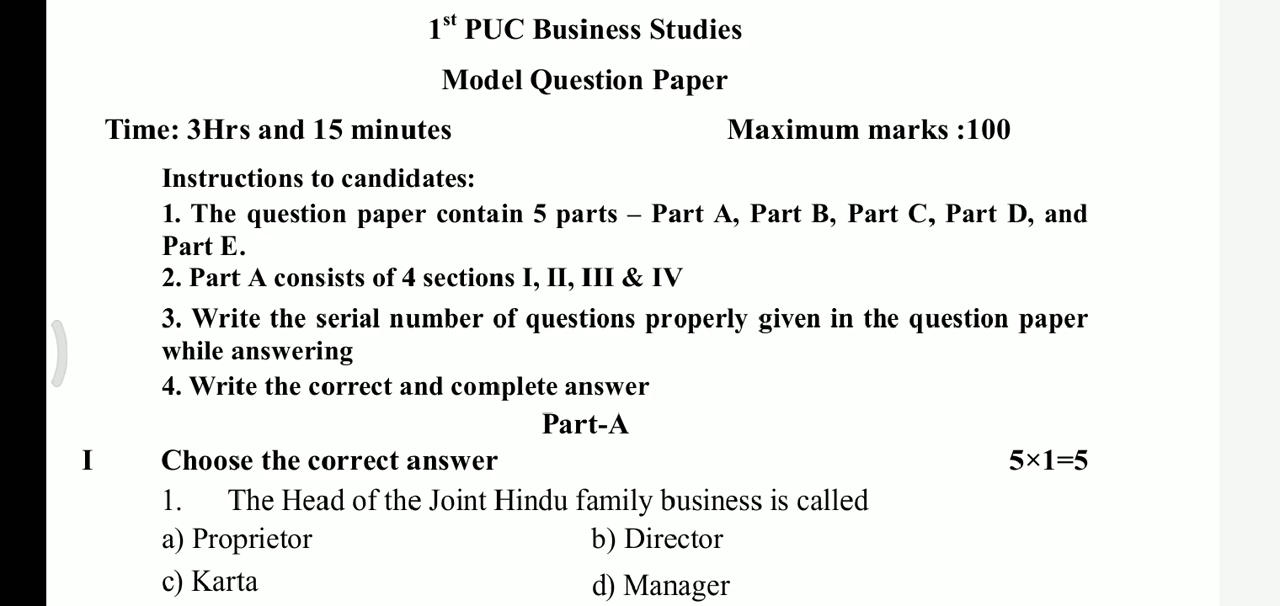 1st PUC Business Studies
Model Question Paper
Time: 3Hrs and 15 minutes Maximum marks :100
Instructions to candidates:
1. The question paper contain 5 parts – Part A, Part B, Part C, Part D, and
Part E.
2. Part A consists of 4 sections I, II, III & IV
3. Write the serial number of questions properly given in the question paper
while answering
4. Write the correct and complete answer
Part-A
I Choose the correct answer 5×1=5
1. The Head of the Joint Hindu family business is called
a) Proprietor b) Director
c) Karta d) Manager